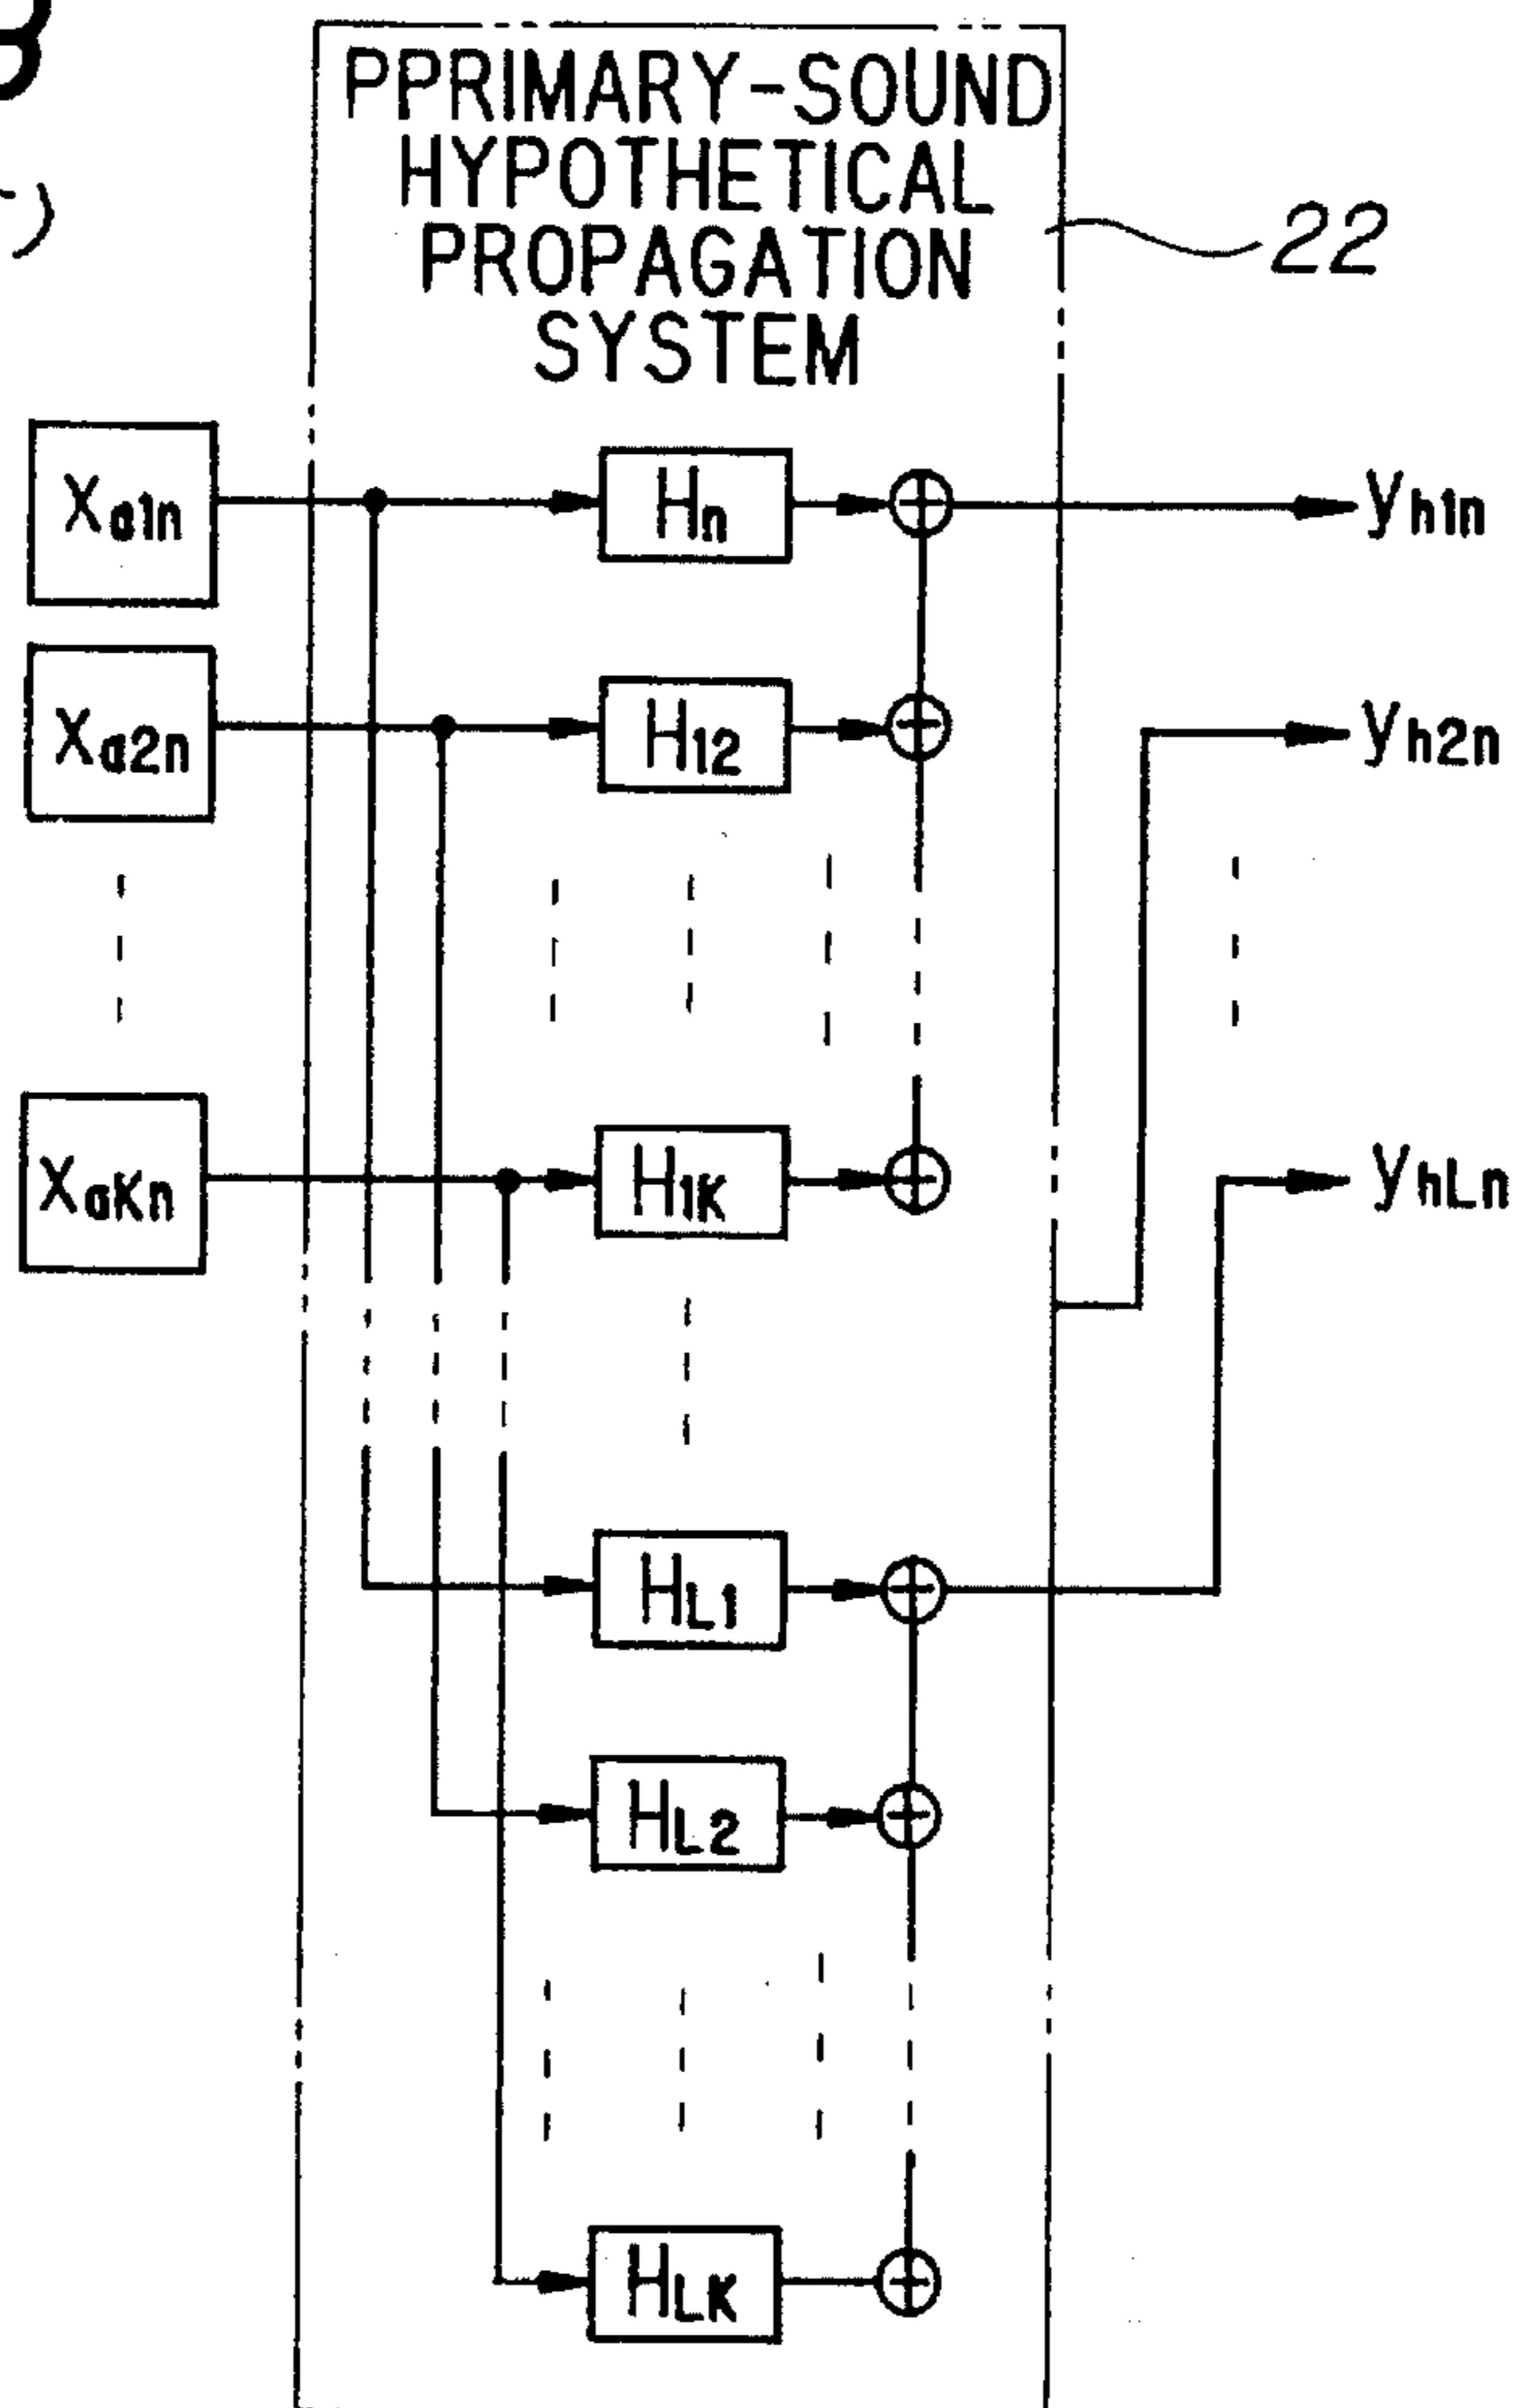 PPRIMARY-SOUND
HYPOTHETICAL
PROPAGATION
SYSTEM
22
Xa1n
Hn
yh1n
Xa2n
H12
yh2n
XaKn
H1K
yhLn
HL1
HL2
HLK